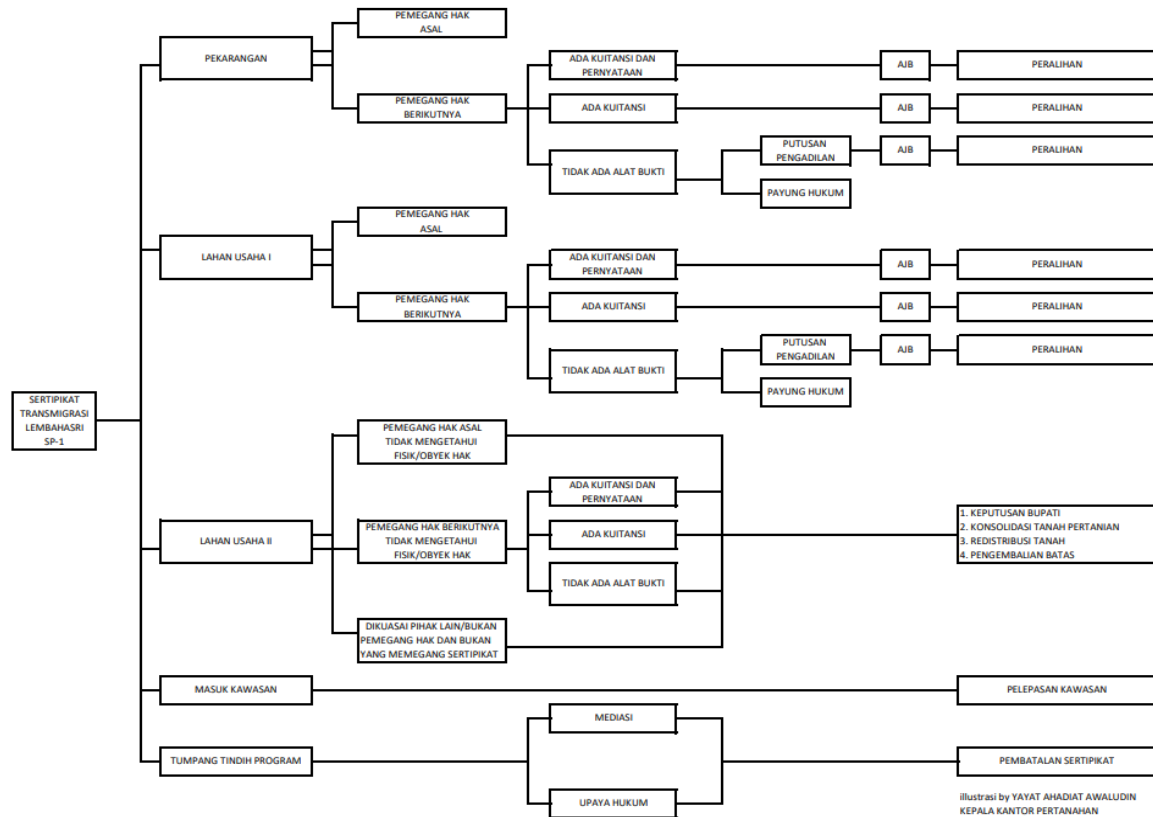 PEMEGANG HAK
ASAL
PEKARANGAN
ADA KUITANSI DAN
PERNYATAAN
AJB
PERALIHAN
PEMEGANG HAK
BERIKUTNYA
ADA KUITANSI
AJB
PERALIHAN
TIDAK ADA ALAT BUKTI
PUTUSAN
PENGADILAN
AJB
PERALIHAN
PAYUNG HUKUM
PEMEGANG HAK
ASAL
LAHAN USAHA I
ADA KUITANSI DAN
PERNYATAAN
AJB
PERALIHAN
PEMEGANG HAK
BERIKUTNYA
ADA KUITANSI
AJB
PERALIHAN
TIDAK ADA ALAT BUKTI
PUTUSAN
PENGADILAN
AJB
PERALIHAN
PAYUNG HUKUM
SERTIPIKAT
TRANSMIGRASI
LEMBAHASRI
SP-1
PEMEGANG HAK ASAL
TIDAK MENGETAHUI
FISIK/OBYEK HAK
LAHAN USAHA II
PEMEGANG HAK BERIKUTNYA
TIDAK MENGETAHUI
FISIK/OBYEK HAK
ADA KUITANSI DAN
PERNYATAAN
ADA KUITANSI
TIDAK ADA ALAT BUKTI
1. KEPUTUSAN BUPATI
2. KONSOLIDASI TANAH PERTANIAN
3. REDISTRIBUSI TANAH
4. PENGEMBALIAN BATAS
DIKUASAI PIHAK LAIN/BUKAN
PEMEGANG HAK DAN BUKAN
YANG MEMEGANG SERTIPIKAT
MASUK KAWASAN
PELEPASAN KAWASAN
TUMPANG TINDIH PROGRAM
MEDIASI
UPAYA HUKUM
PEMBATALAN SERTIPIKAT
illustrasi by YAYAT AHADIAT AWALUDIN
KEPALA KANTOR PERTANAHAN